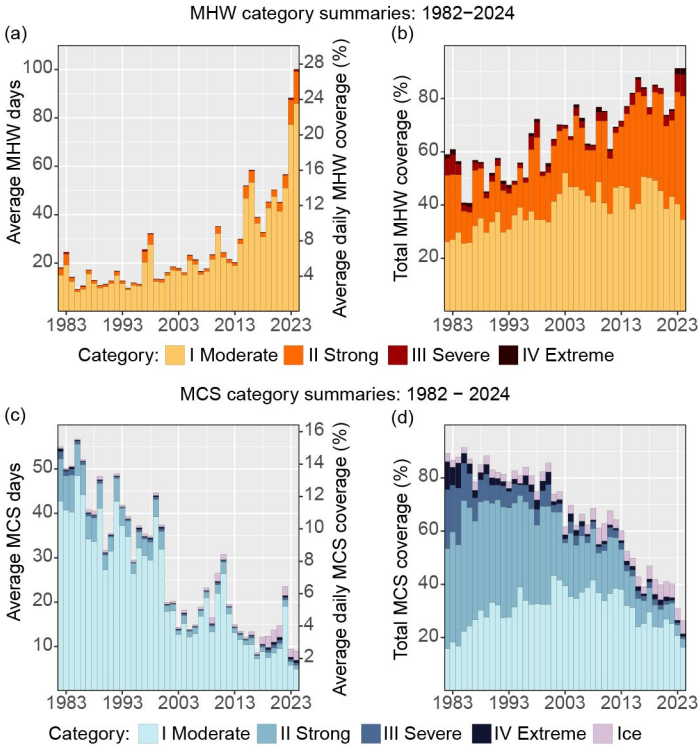 MHW category summaries: 1982−2024
(a)
(b)
Average MHW days
100
80
60
40
20
28
24
20
16
12
8
4
Average daily MHW coverage (%)
Total MHW coverage (%)
80
60
40
20
1983 1993 2003 2013 2023
1983 1993 2003 2013 2023
Category: I Moderate II Strong III Severe IV Extreme
MCS category summaries: 1982 − 2024
(c)
(d)
Average MCS days
50
40
30
20
10
16
14
12
10
8
6
4
2
Average daily MCS coverage (%)
Total MCS coverage (%)
80
60
40
20
1983 1993 2003 2013 2023
1983 1993 2003 2013 2023
Category: I Moderate II Strong III Severe IV Extreme Ice